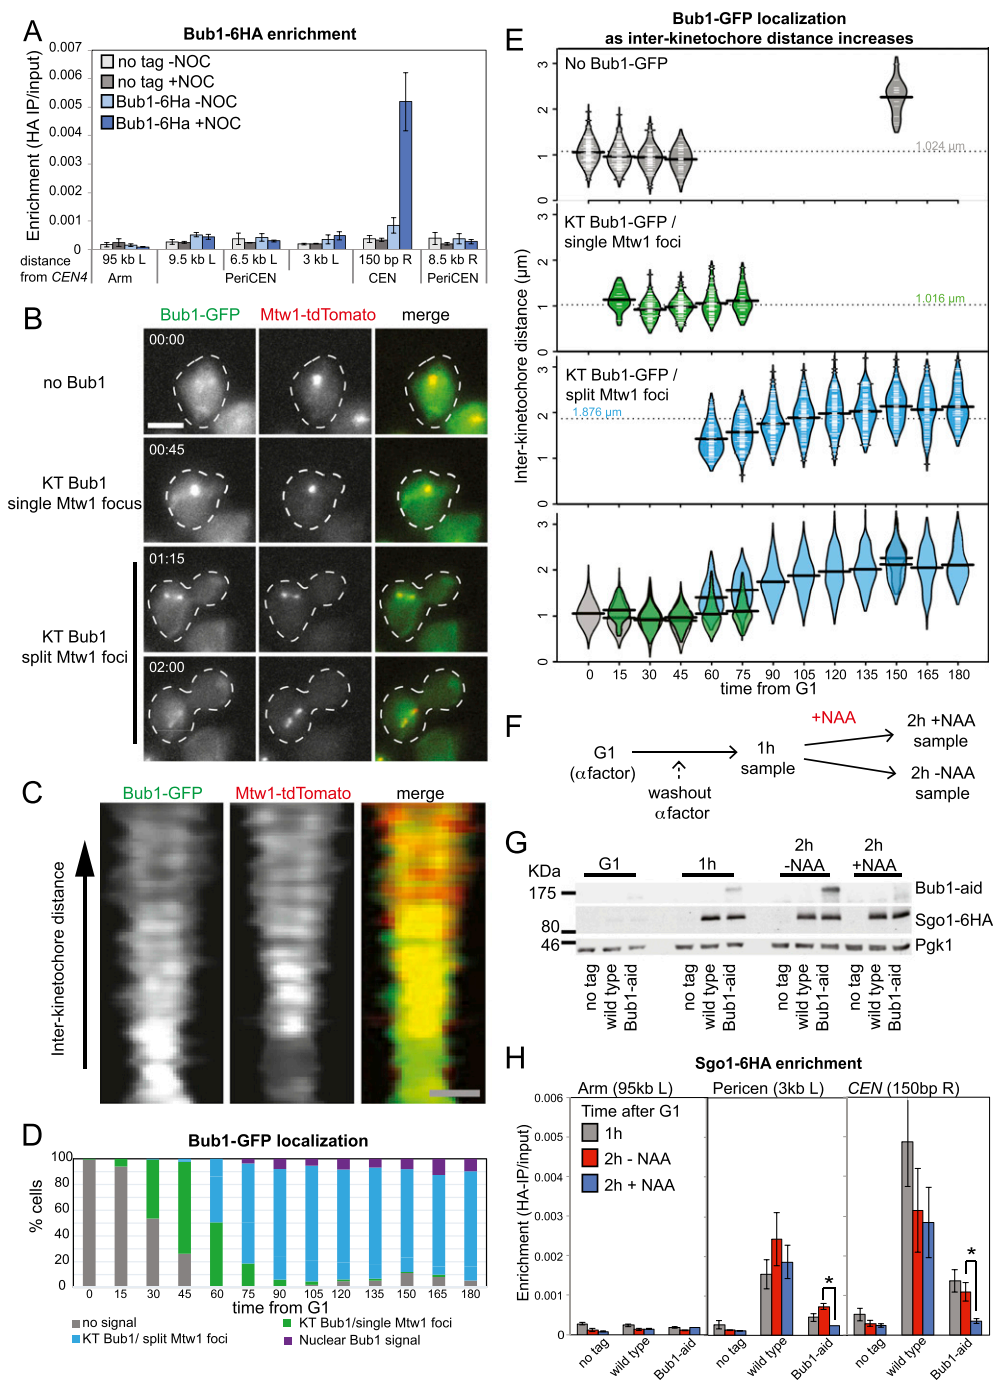 A
Bub1-6HA enrichment
Enrichment (HA IP/input)
0.007
0.006
0.005
0.004
0.003
0.002
0.001
0
no tag -NOC
no tag +NOC
Bub1-6Ha -NOC
Bub1-6Ha +NOC
distance from CEN4
95 kb L
9.5 kb L
6.5 kb L
3 kb L
150 bp R
8.5 kb R
Arm
PeriCEN
CEN
PeriCEN
B
Bub1-GFP
Mtw1-tdTomato
merge
no Bub1
00:00
KT Bub1
single Mtw1 focus
00:45
KT Bub1
split Mtw1 foci
01:15
02:00
C
Bub1-GFP
Mtw1-tdTomato
merge
Inter-kinetochore distance
D
Bub1-GFP localization
% cells
100
80
60
40
20
0
0 15 30 45 60 75 90 105 120 135 150 165 180
time from G1
no signal
KT Bub1/single Mtw1 foci
KT Bub1/ split Mtw1 foci
Nuclear Bub1 signal
E
Bub1-GFP localization
as inter-kinetochore distance increases
Inter-kinetochore distance (µm)
No Bub1-GFP
3
2
1
0
1.024 µm
KT Bub1-GFP /
single Mtw1 foci
3
2
1
0
1.016 µm
KT Bub1-GFP /
split Mtw1 foci
3
2
1
0
1.876 µm
3
2
1
0
0 15 30 45 60 75 90 105 120 135 150 165 180
time from G1
F
G1
(αfactor)
washout
αfactor
1h
sample
+NAA
2h +NAA
sample
2h -NAA
sample
G
KDa
G1
1h
2h
-NAA
2h
+NAA
175
80
46
Bub1-aid
Sgo1-6HA
Pgk1
no tag
wild type
Bub1-aid
no tag
wild type
Bub1-aid
no tag
wild type
Bub1-aid
no tag
wild type
Bub1-aid
H
Sgo1-6HA enrichment
Enrichment (HA-IP/input)
Arm (95kb L)
Pericen (3kb L)
CEN (150bp R)
0.006
0.005
0.004
0.003
0.002
0.001
0
Time after G1
1h
2h - NAA
2h + NAA
*
*
no tag
wild type
Bub1-aid
no tag
wild type
Bub1-aid
no tag
wild type
Bub1-aid